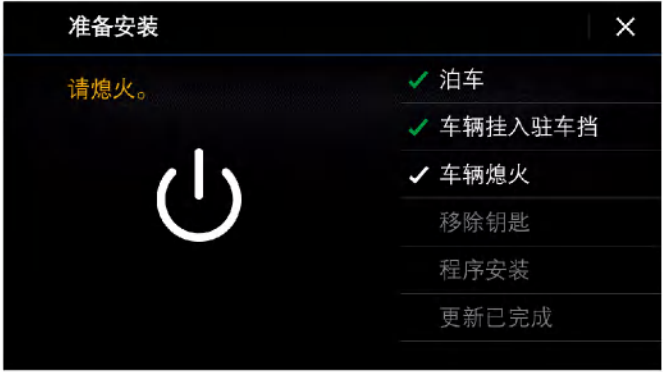 准备安装
请熄火。
泊车
车辆挂入驻车挡
车辆熄火
移除钥匙
程序安装
更新已完成